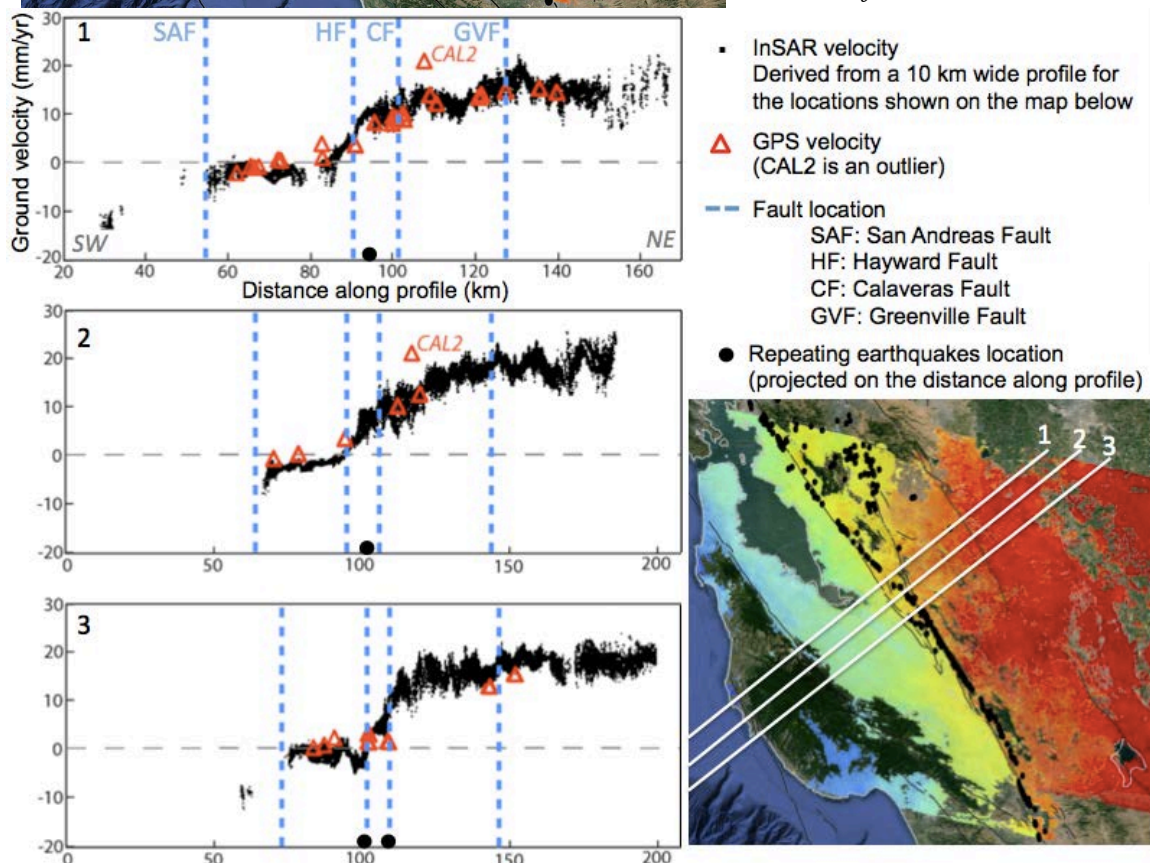 30
1
SAF
HF
CF
GVF
CAL2
20
10
0
-10
-20
Ground velocity (mm/yr)
SW
NE
20 40 60 80 100 120 140 160
Distance along profile (km)
30
2
CAL2
20
10
0
-10
-20
0 50 100 150 200
30
3
20
10
0
-10
-20
0 50 100 150 200
InSAR velocity
Derived from a 10 km wide profile for
the locations shown on the map below
GPS velocity
(CAL2 is an outlier)
Fault location
SAF: San Andreas Fault
HF: Hayward Fault
CF: Calaveras Fault
GVF: Greenville Fault
Repeating earthquakes location
(projected on the distance along profile)
1 2 3